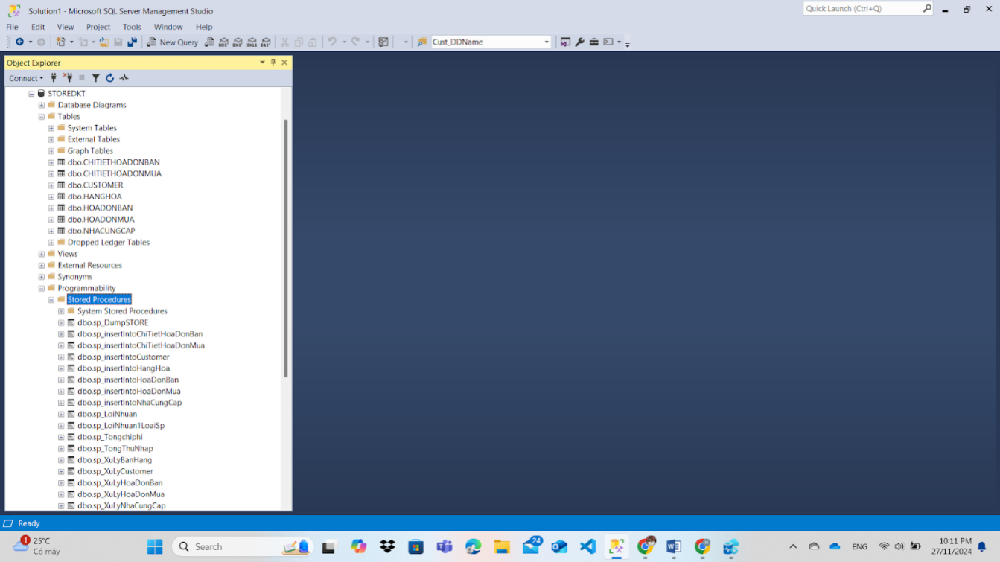 Solution1 - Microsoft SQL Server Management Studio
Quick Launch (Ctrl+Q)
File Edit View Project Tools Window Help
New Query
MDX DMX XMLA DAX
Cust_DDName
Object Explorer
Connect
STOREDKT
Database Diagrams
Tables
System Tables
External Tables
Graph Tables
dbo.CHITIETHOADONBAN
dbo.CHITIETHOADONMUA
dbo.CUSTOMER
dbo.HANGHOA
dbo.HOADONBAN
dbo.HOADONMUA
dbo.NHACUNGCAP
Dropped Ledger Tables
Views
External Resources
Synonyms
Programmability
Stored Procedures
System Stored Procedures
dbo.sp_DumpSTORE
dbo.sp_insertIntoChiTietHoaDonBan
dbo.sp_insertIntoChiTietHoaDonMua
dbo.sp_insertIntoCustomer
dbo.sp_insertIntoHangHoa
dbo.sp_insertIntoHoaDonBan
dbo.sp_insertIntoHoaDonMua
dbo.sp_insertIntoNhaCungCap
dbo.sp_LoiNhuan
dbo.sp_LoiNhuan1LoaiSp
dbo.sp_Tongchiphi
dbo.sp_TongThuNhap
dbo.sp_XuLyBanHang
dbo.sp_XuLyCustomer
dbo.sp_XuLyHoaDonBan
dbo.sp_XuLyHoaDonMua
dbo.sp_XuLyNhaCungCap
Ready
1
25°C
Có mây
Search
24
ENG
10:11 PM
27/11/2024